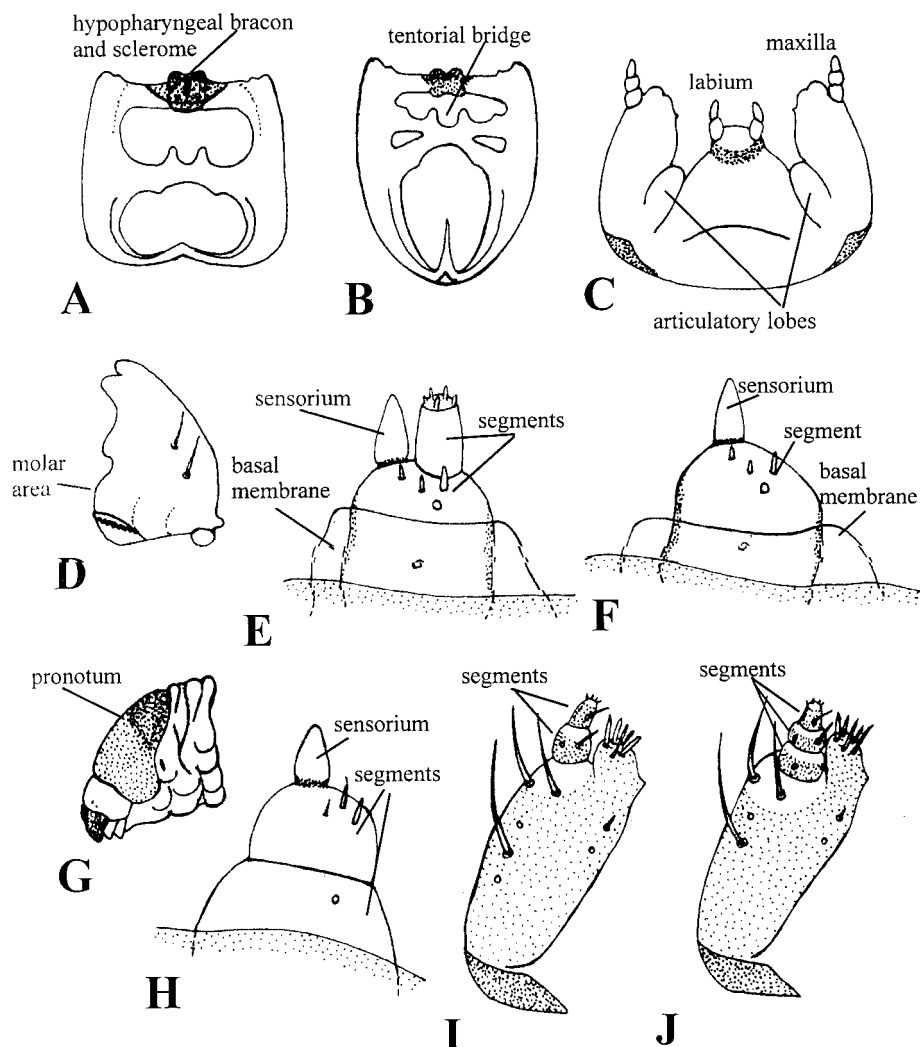 hypopharyngeal bracon
and sclerome
A
tentorial bridge
B
maxilla
labium
C
articulatory lobes
molar
area
D
sensorium
segments
basal
membrane
E
sensorium
segment
basal
membrane
F
pronotum
G
sensorium
segments
H
segments
I
segments
J